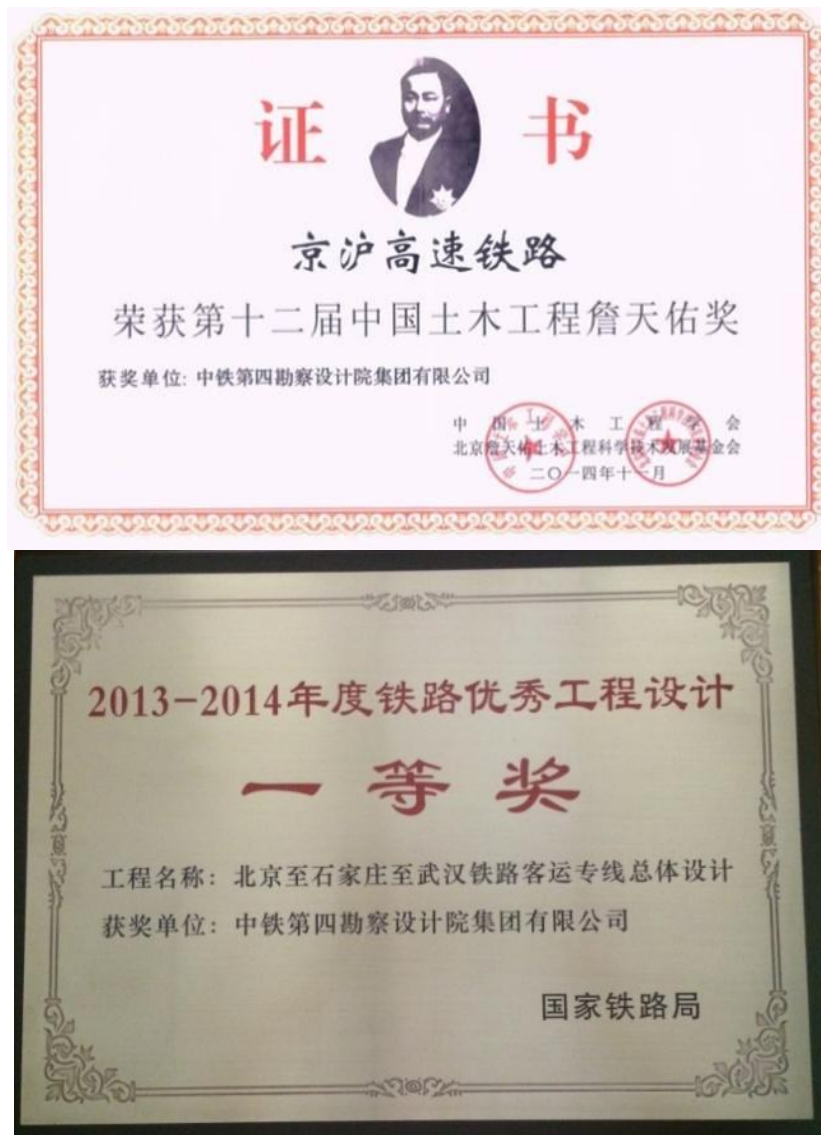 证 书
京沪高速铁路
荣获第十二届中国土木工程詹天佑奖
获奖单位: 中铁第四勘察设计院集团有限公司
中国土木工程学会
北京詹天佑土木工程科学技术发展基金会
二〇一四年十一月
2013-2014年度铁路优秀工程设计
一等奖
工程名称: 北京至石家庄至武汉铁路客运专线总体设计
获奖单位: 中铁第四勘察设计院集团有限公司
国家铁路局